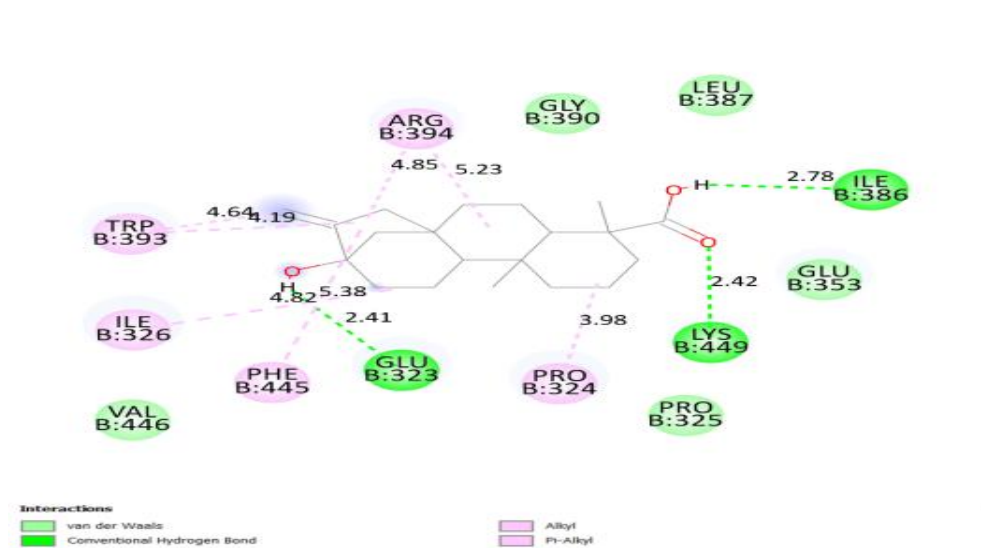 LEU
B:387
GLY
B:390
ARG
B:394
4.85
5.23
H
2.78
ILE
B:386
O
4.64
4.19
TRP
B:393
O
GLU
B:353
O
H
4.82
5.38
2.42
2.41
3.98
ILE
B:326
LYS
B:449
GLU
B:323
PHE
B:445
PRO
B:324
VAL
B:446
PRO
B:325
Interactions
van der Waals
Conventional Hydrogen Bond
Alkyl
Pi-Alkyl